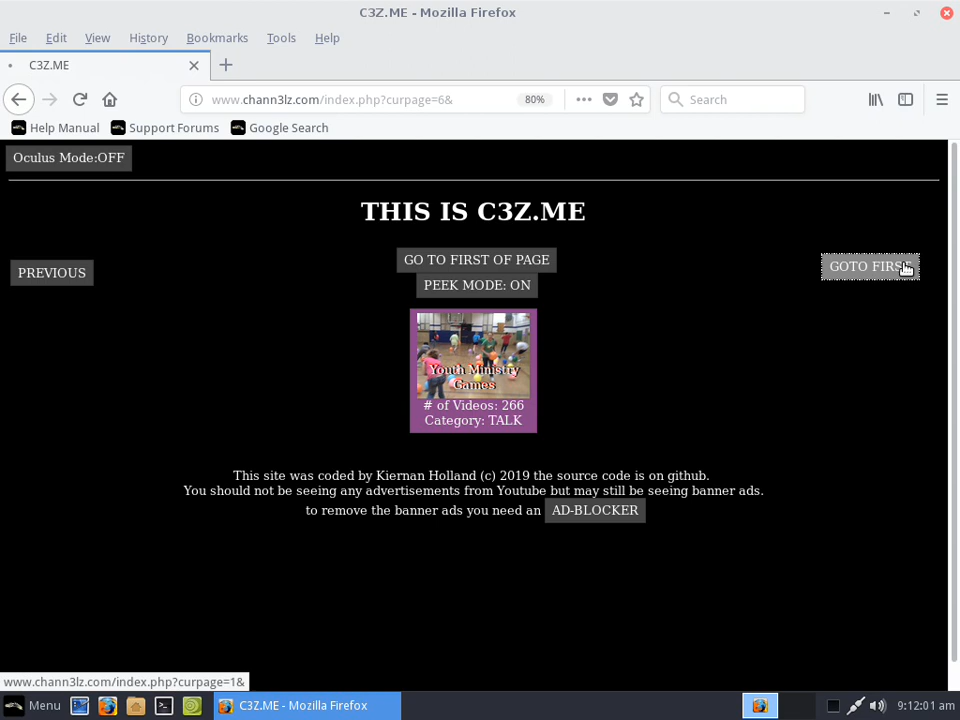 C3Z.ME - Mozilla Firefox
File Edit View History Bookmarks Tools Help
C3Z.ME
www.chann3lz.com/index.php?curpage=6& 80% Search
Help Manual Support Forums Google Search
Oculus Mode:OFF
THIS IS C3Z.ME
GO TO FIRST OF PAGE
PREVIOUS
GOTO FIRST
PEEK MODE: ON
Youth Ministry
Games
# of Videos: 266
Category: TALK
This site was coded by Kiernan Holland (c) 2019 the source code is on github.
You should not be seeing any advertisements from Youtube but may still be seeing banner ads.
to remove the banner ads you need an AD-BLOCKER
www.chann3lz.com/index.php?curpage=1&
Menu C3Z.ME - Mozilla Firefox 9:12:01 am